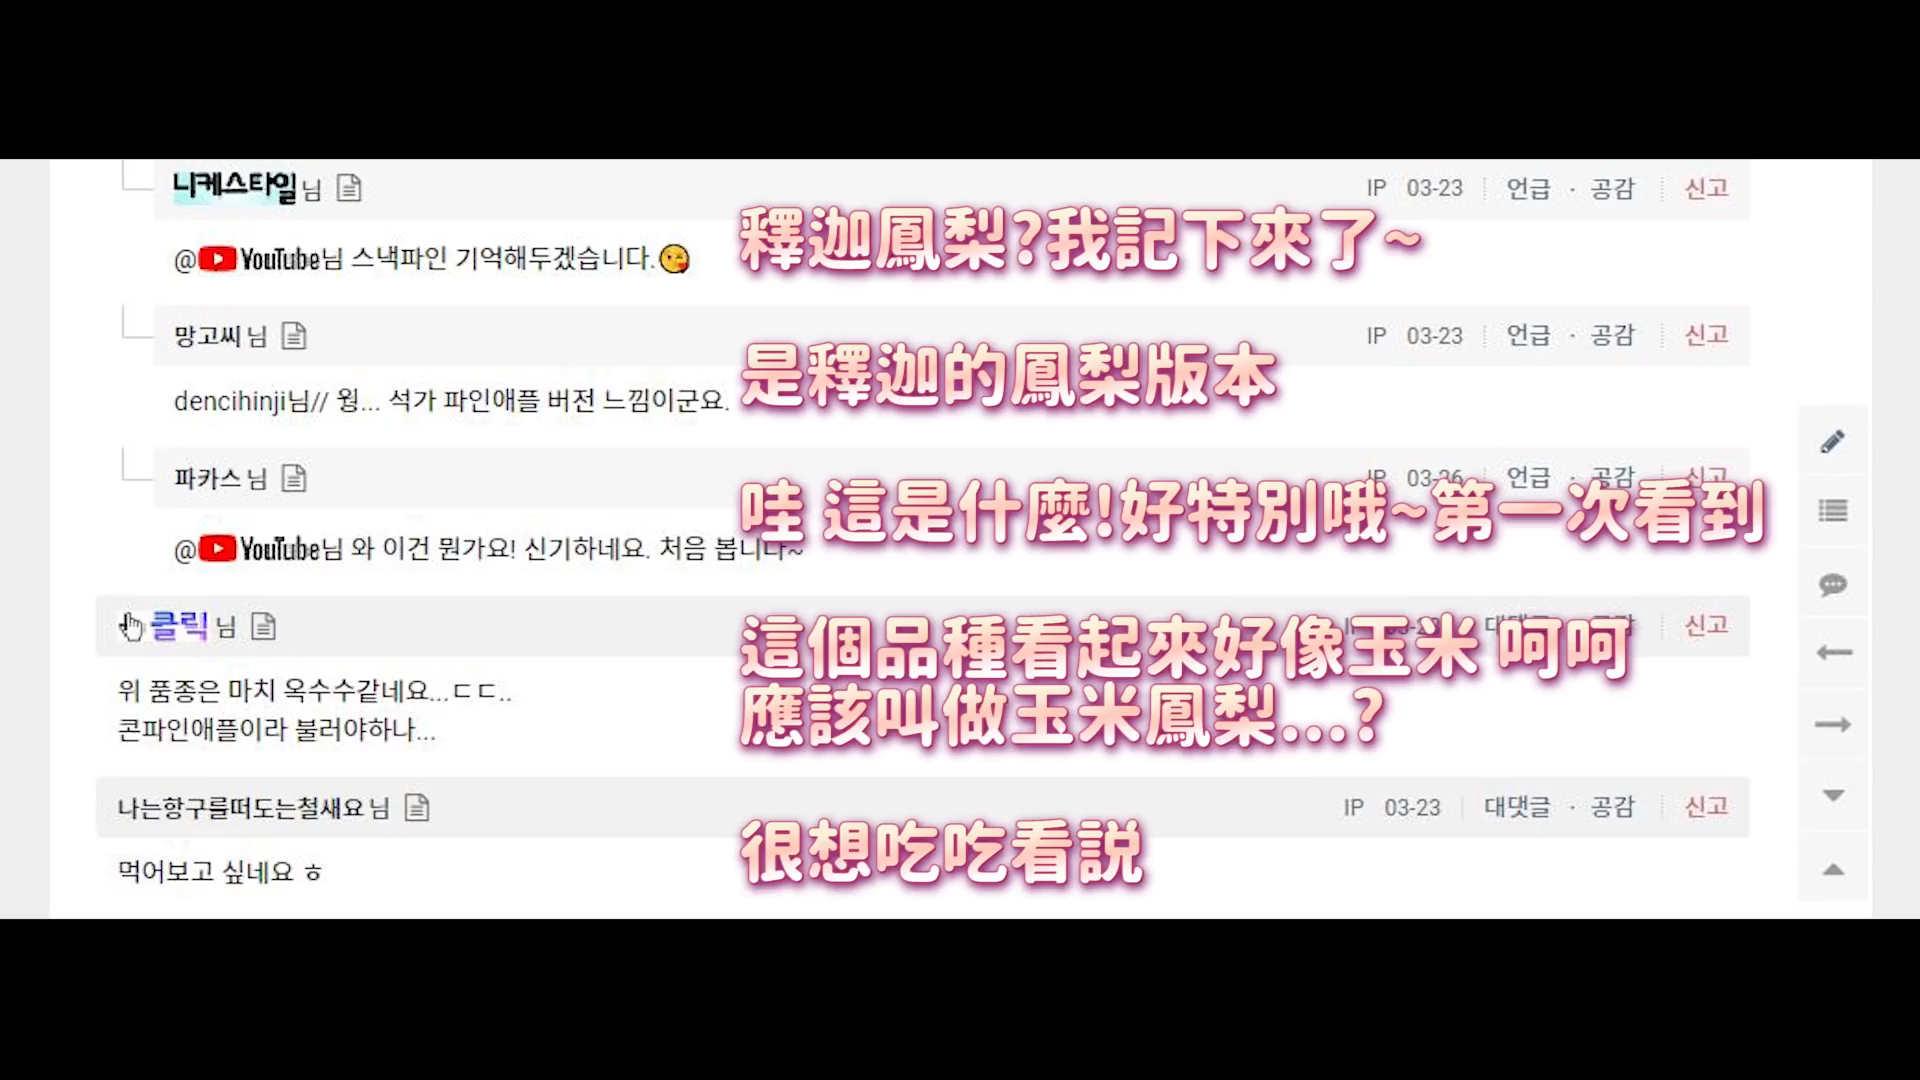 니케스타일님 IP 03-23 언급 · 공감 신고
@YouTube님 스낵파인 기억해두겠습니다.😘
釋迦鳳梨?我記下來了~
망고씨님 IP 03-23 언급 · 공감 신고
dencihinji님// 웡... 석가 파인애플 버전 느낌이군요.
是釋迦的鳳梨版本
파카스님 IP 03-26 언급 · 공감 신고
@YouTube님 와 이건 뭔가요! 신기하네요. 처음 봅니다~
哇 這是什麼!好特別哦~第一次看到
클릭님 신고
위 품종은 마치 옥수수같네요...ㄷㄷ..
콘파인애플이라 불러야하나...
這個品種看起來好像玉米 呵呵
應該叫做玉米鳳梨...?
나는항구를떠도는철새요님 IP 03-23 대댓글 · 공감 신고
먹어보고 싶네요 ㅎ
很想吃吃看説